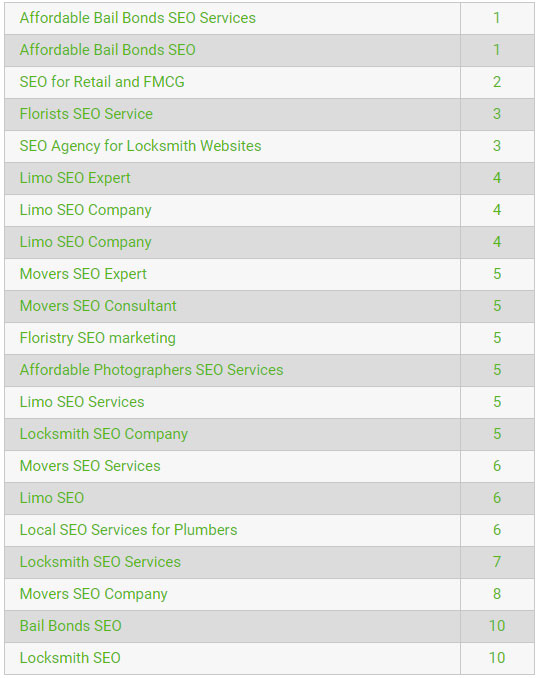 Affordable Bail Bonds SEO Services 1
Affordable Bail Bonds SEO 1
SEO for Retail and FMCG 2
Florists SEO Service 3
SEO Agency for Locksmith Websites 3
Limo SEO Expert 4
Limo SEO Company 4
Limo SEO Company 4
Movers SEO Expert 5
Movers SEO Consultant 5
Floristry SEO marketing 5
Affordable Photographers SEO Services 5
Limo SEO Services 5
Locksmith SEO Company 5
Movers SEO Services 6
Limo SEO 6
Local SEO Services for Plumbers 6
Locksmith SEO Services 7
Movers SEO Company 8
Bail Bonds SEO 10
Locksmith SEO 10